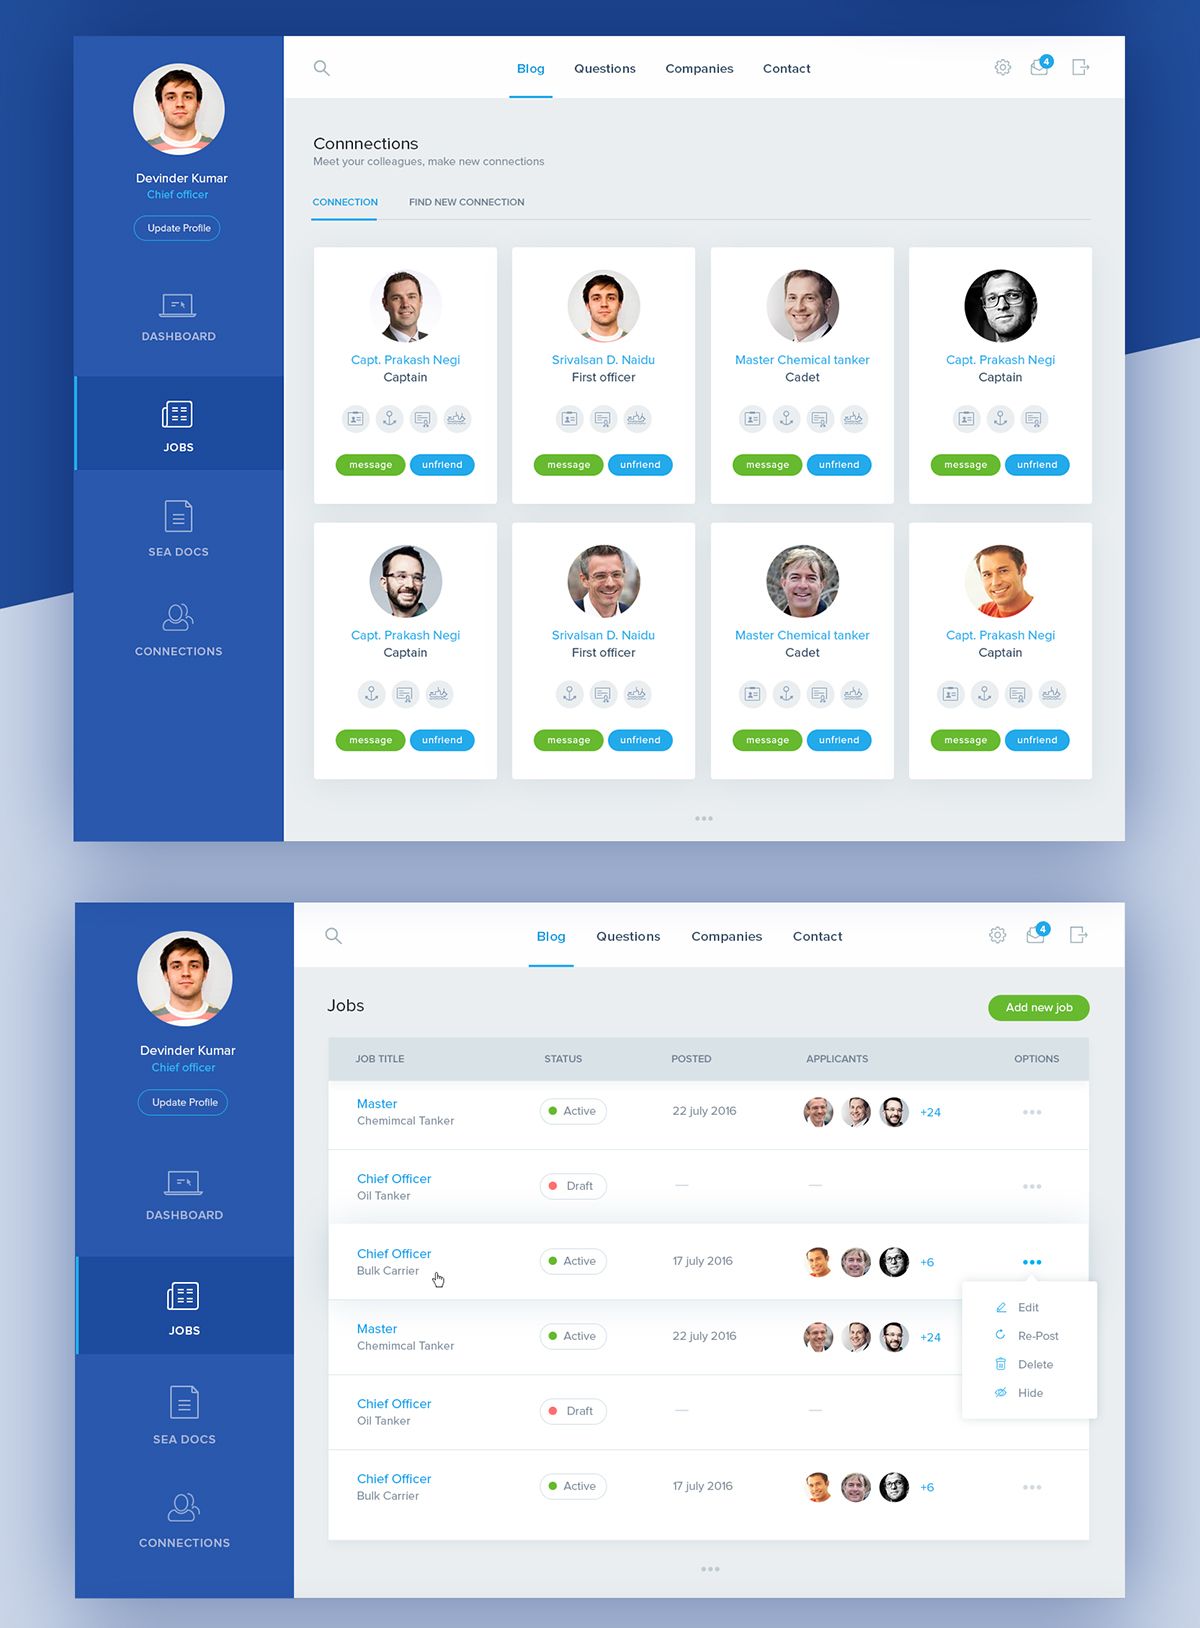 Blog Questions Companies Contact
4
Devinder Kumar
Chief officer
Update Profile
DASHBOARD
JOBS
SEA DOCS
CONNECTIONS
Connnections
Meet your colleagues, make new connections
CONNECTION FIND NEW CONNECTION
Capt. Prakash Negi
Captain
message unfriend
Srivalsan D. Naidu
First officer
message unfriend
Master Chemical tanker
Cadet
message unfriend
Capt. Prakash Negi
Captain
message unfriend
Capt. Prakash Negi
Captain
message unfriend
Srivalsan D. Naidu
First officer
message unfriend
Master Chemical tanker
Cadet
message unfriend
Capt. Prakash Negi
Captain
message unfriend
Blog Questions Companies Contact
4
Devinder Kumar
Chief officer
Update Profile
DASHBOARD
JOBS
SEA DOCS
CONNECTIONS
Jobs
Add new job
JOB TITLE STATUS POSTED APPLICANTS OPTIONS
Master
Chemimcal Tanker
Active 22 july 2016 +24
Chief Officer
Oil Tanker
Draft — —
Chief Officer
Bulk Carrier
Active 17 july 2016 +6
Edit
Re-Post
Delete
Hide
Master
Chemimcal Tanker
Active 22 july 2016 +24
Chief Officer
Oil Tanker
Draft — —
Chief Officer
Bulk Carrier
Active 17 july 2016 +6